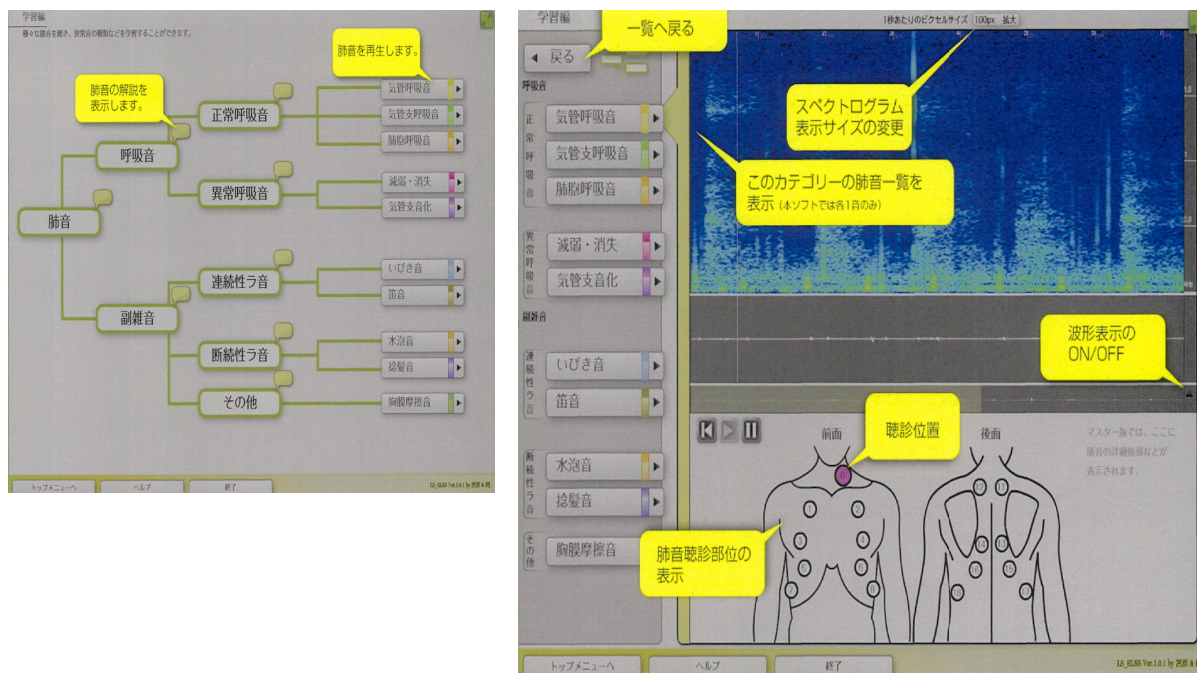 学習編
様々な肺音を聴き、異常音の種類などを学習することができます。
肺音を再生します。
肺音の解説を
表示します。
肺音
呼吸音
正常呼吸音
気管呼吸音
気管支呼吸音
肺胞呼吸音
異常呼吸音
減弱・消失
気管支音化
副雑音
連続性ラ音
いびき音
笛音
断続性ラ音
水泡音
捻髪音
その他
胸膜摩擦音
トップメニューへ
ヘルプ
終了
学習編
一覧へ戻る
1秒あたりのピクセルサイズ 100px 拡大
戻る
呼吸音
正常呼吸音
気管呼吸音
気管支呼吸音
肺胞呼吸音
異常呼吸音
減弱・消失
気管支音化
副雑音
連続性ラ音
いびき音
笛音
断続性ラ音
水泡音
捻髪音
その他
胸膜摩擦音
スペクトログラム
表示サイズの変更
このカテゴリーの肺音一覧を
表示(本ソフトでは各1音のみ)
波形表示の
ON/OFF
聴診位置
前面
後面
マスター版では、ここに
肺音の詳細情報などが
表示されます。
肺音聴診部位の
表示
トップメニューへ
ヘルプ
終了